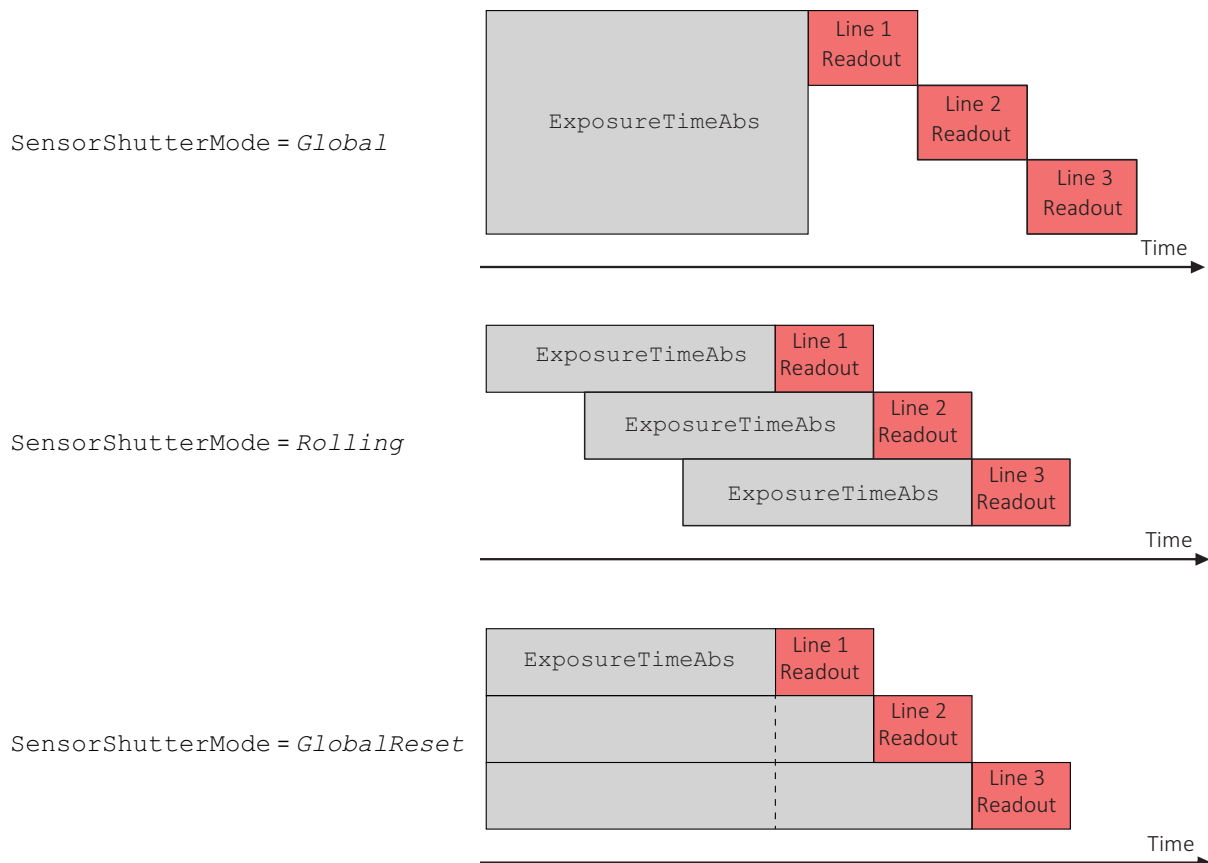 Line 1
Readout
Line 2
Readout
ExposureTimeAbs
SensorShutterMode = Global
Line 3
Readout
Time
Line 1
Readout
ExposureTimeAbs
Line 2
Readout
ExposureTimeAbs
SensorShutterMode = Rolling
Line 3
Readout
ExposureTimeAbs
Time
Line 1
Readout
ExposureTimeAbs
Line 2
Readout
SensorShutterMode = GlobalReset
Line 3
Readout
Time